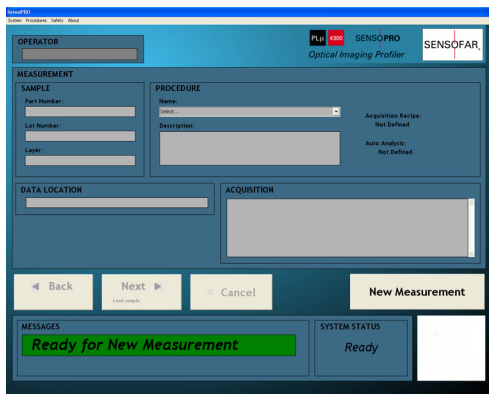 SensoPRO
System Procedures Safety About
OPERATOR
PLµ 4300 SENSOPRO
Optical Imaging Profiler
SENSOFAR
MEASUREMENT
SAMPLE
Part Number:
Lot Number:
Layer:
PROCEDURE
Name:
Select...
Description:
Acquisition Recipe:
Not Defined
Auto Analysis:
Not Defined
DATA LOCATION
ACQUISITION
Back
Next
Load sample
Cancel
New Measurement
MESSAGES
Ready for New Measurement
SYSTEM STATUS
Ready